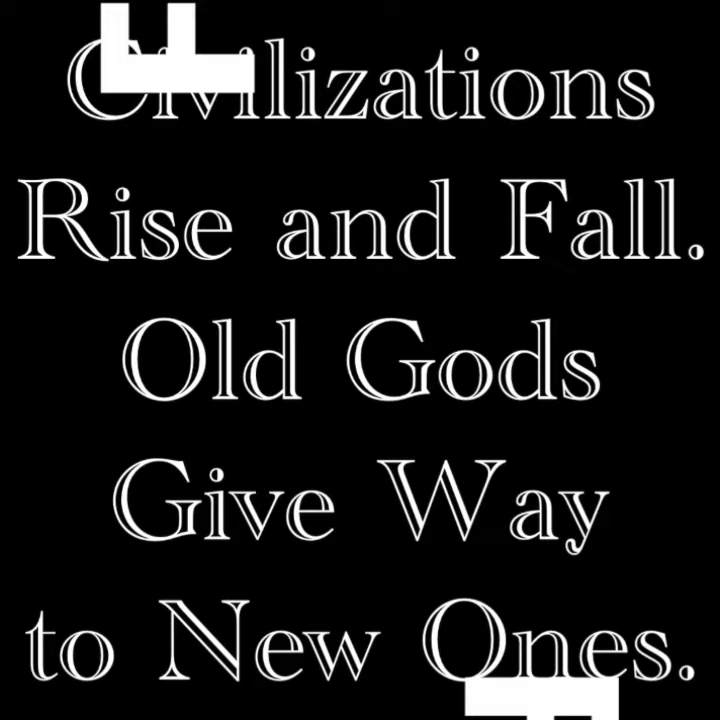 Civilizations
Rise and Fall.
Old Gods
Give Way
to New Ones.